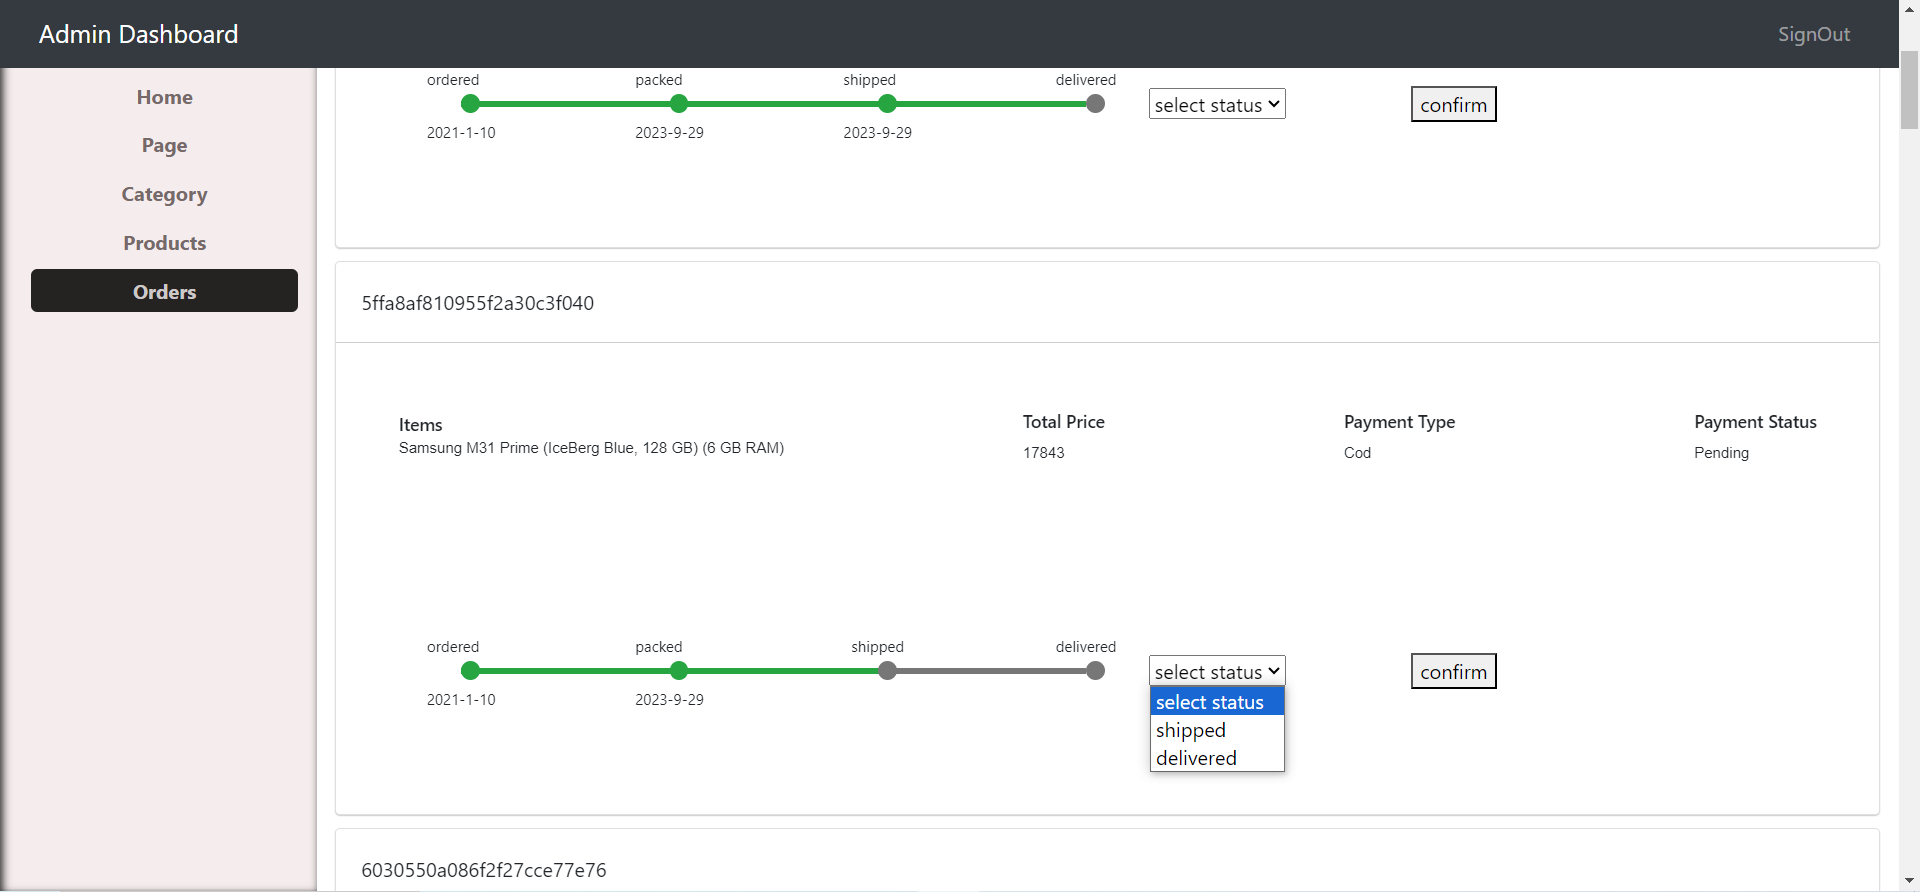 Admin Dashboard
SignOut
Home
Page
Category
Products
Orders
ordered packed shipped delivered
select status
confirm
2021-1-10 2023-9-29 2023-9-29
5ffa8af810955f2a30c3f040
Items
Samsung M31 Prime (IceBerg Blue, 128 GB) (6 GB RAM)
Total Price
17843
Payment Type
Cod
Payment Status
Pending
ordered packed shipped delivered
select status
confirm
2021-1-10 2023-9-29
select status
shipped
delivered
6030550a086f2f27cce77e76